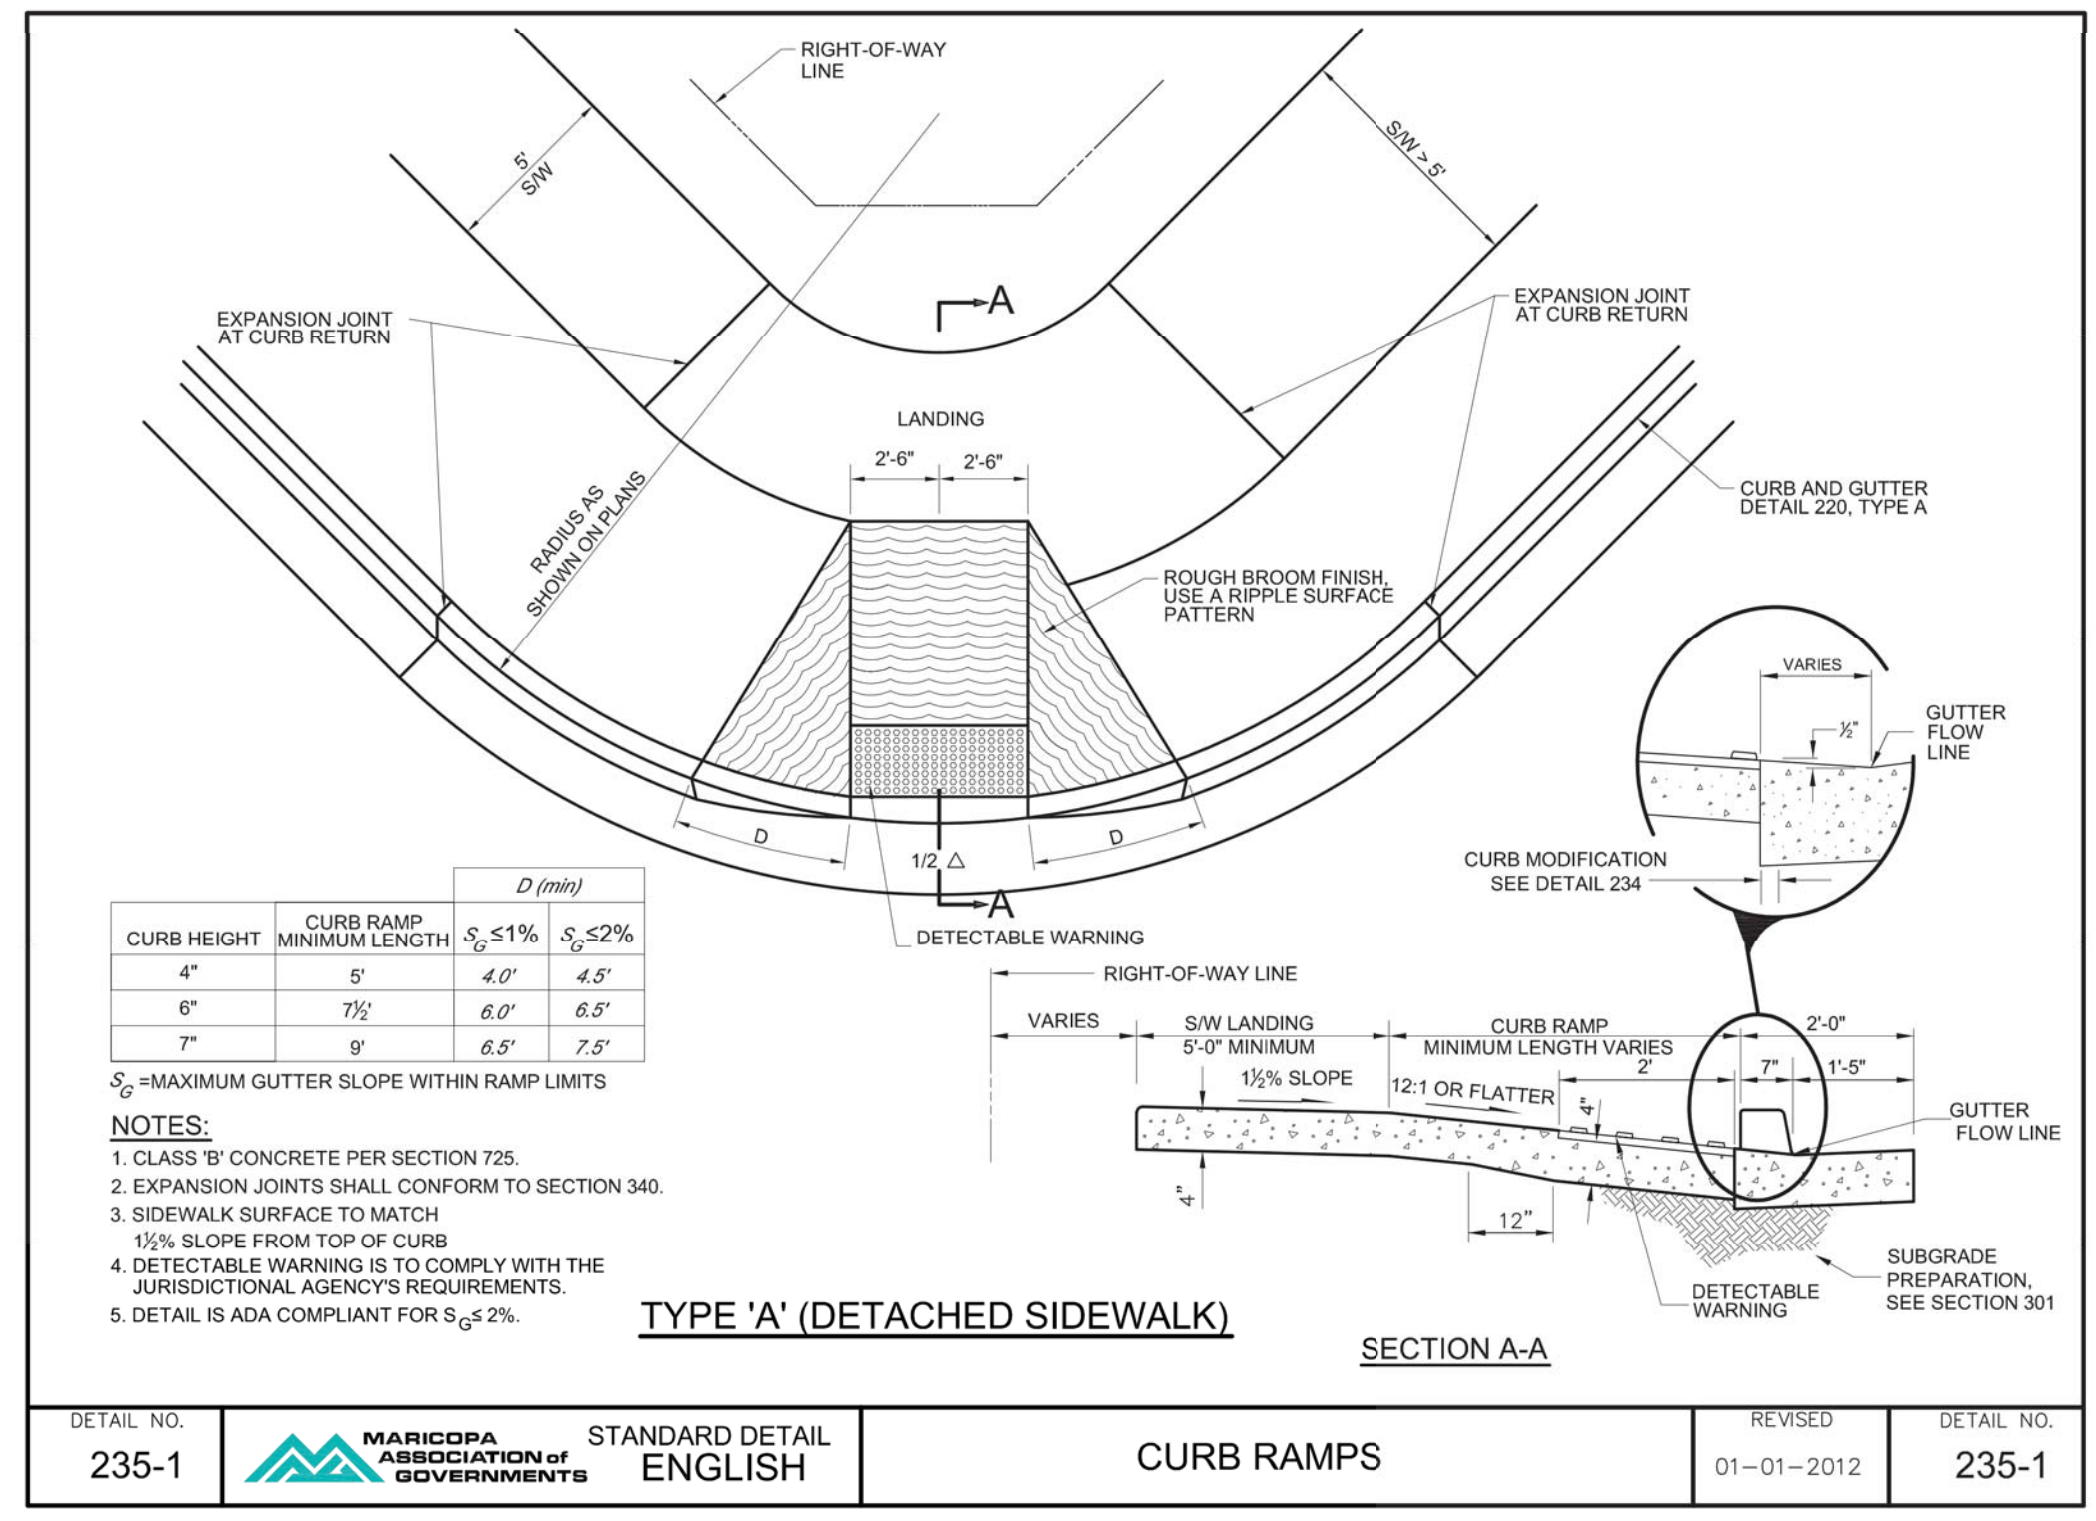 RIGHT-OF-WAY
LINE
5'
S/W
S/W > 5'
A
EXPANSION JOINT
AT CURB RETURN
EXPANSION JOINT
AT CURB RETURN
LANDING
2'-6"
2'-6"
RADIUS AS
SHOWN ON PLANS
CURB AND GUTTER
DETAIL 220, TYPE A
ROUGH BROOM FINISH,
USE A RIPPLE SURFACE
PATTERN
VARIES
½"
GUTTER
FLOW
LINE
D
D
1/2 △
A
CURB MODIFICATION
SEE DETAIL 234
DETECTABLE WARNING
D (min)
CURB HEIGHT
CURB RAMP
MINIMUM LENGTH
SG ≤1%
SG ≤2%
4" 5' 4.0' 4.5'
6" 7½' 6.0' 6.5'
7" 9' 6.5' 7.5'
SG =MAXIMUM GUTTER SLOPE WITHIN RAMP LIMITS
NOTES:
1. CLASS 'B' CONCRETE PER SECTION 725.
2. EXPANSION JOINTS SHALL CONFORM TO SECTION 340.
3. SIDEWALK SURFACE TO MATCH
1½% SLOPE FROM TOP OF CURB
4. DETECTABLE WARNING IS TO COMPLY WITH THE
JURISDICTIONAL AGENCY'S REQUIREMENTS.
5. DETAIL IS ADA COMPLIANT FOR SG≤ 2%.
RIGHT-OF-WAY LINE
VARIES
S/W LANDING
5'-0" MINIMUM
CURB RAMP
MINIMUM LENGTH VARIES
2'-0"
1½% SLOPE
12:1 OR FLATTER
2'
7"
1'-5"
4"
GUTTER
FLOW LINE
4"
12"
DETECTABLE
WARNING
SUBGRADE
PREPARATION,
SEE SECTION 301
TYPE 'A' (DETACHED SIDEWALK)
SECTION A-A
DETAIL NO.
235-1
MARICOPA
ASSOCIATION of
GOVERNMENTS
STANDARD DETAIL
ENGLISH
CURB RAMPS
REVISED
01-01-2012
DETAIL NO.
235-1